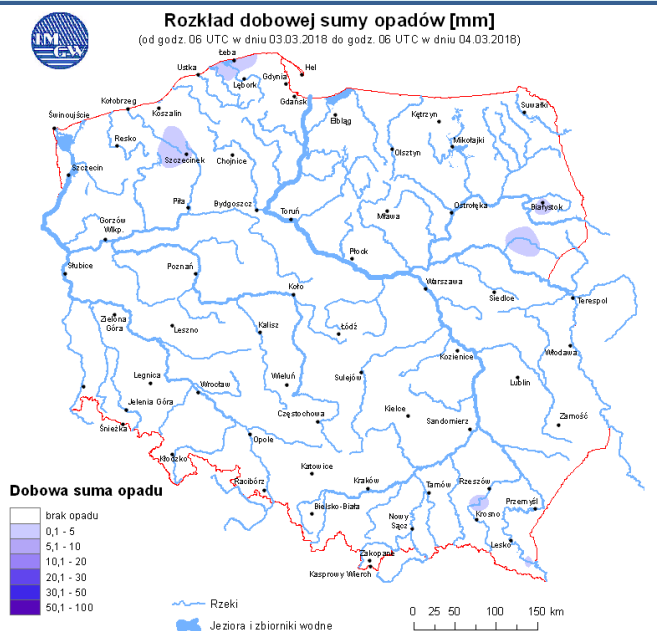 IM
GW
Rozkład dobowej sumy opadów [mm]
(od godz. 06 UTC w dniu 03.03.2018 do godz. 06 UTC w dniu 04.03.2018)
Łeba
Ustka
Hel
Gdynia
Lębork
Gdańsk
Kołobrzeg
Koszalin
Suwałki
Kętrzyn
Elbląg
Świnoujście
Resko
Mikołajki
Olsztyn
Szczecinek
Chojnice
Szczecin
Piła
Bydgoszcz
Toruń
Mława
Ostrołęka
Białystok
Gorzów
Wlkp.
Płock
Słubice
Poznań
Koło
Warszawa
Siedlce
Terespol
Zielona
Góra
Leszno
Kalisz
Łódź
Kozienice
Włodawa
Legnica
Wieluń
Sulejów
Lublin
Wrocław
Jelenia Góra
Częstochowa
Kielce
Sandomierz
Zamość
Śnieżka
Opole
Kłodzko
Katowice
Racibórz
Kraków
Tarnów
Rzeszów
Przemyśl
Bielsko-Biała
Nowy
Sącz
Krosno
Lesko
Zakopane
Kasprowy Wierch
Dobowa suma opadu
brak opadu
0,1 - 5
5,1 - 10
10,1 - 20
20,1 - 30
30,1 - 50
50,1 - 100
Rzeki
Jeziora i zbiorniki wodne
0 25 50 100 150 km